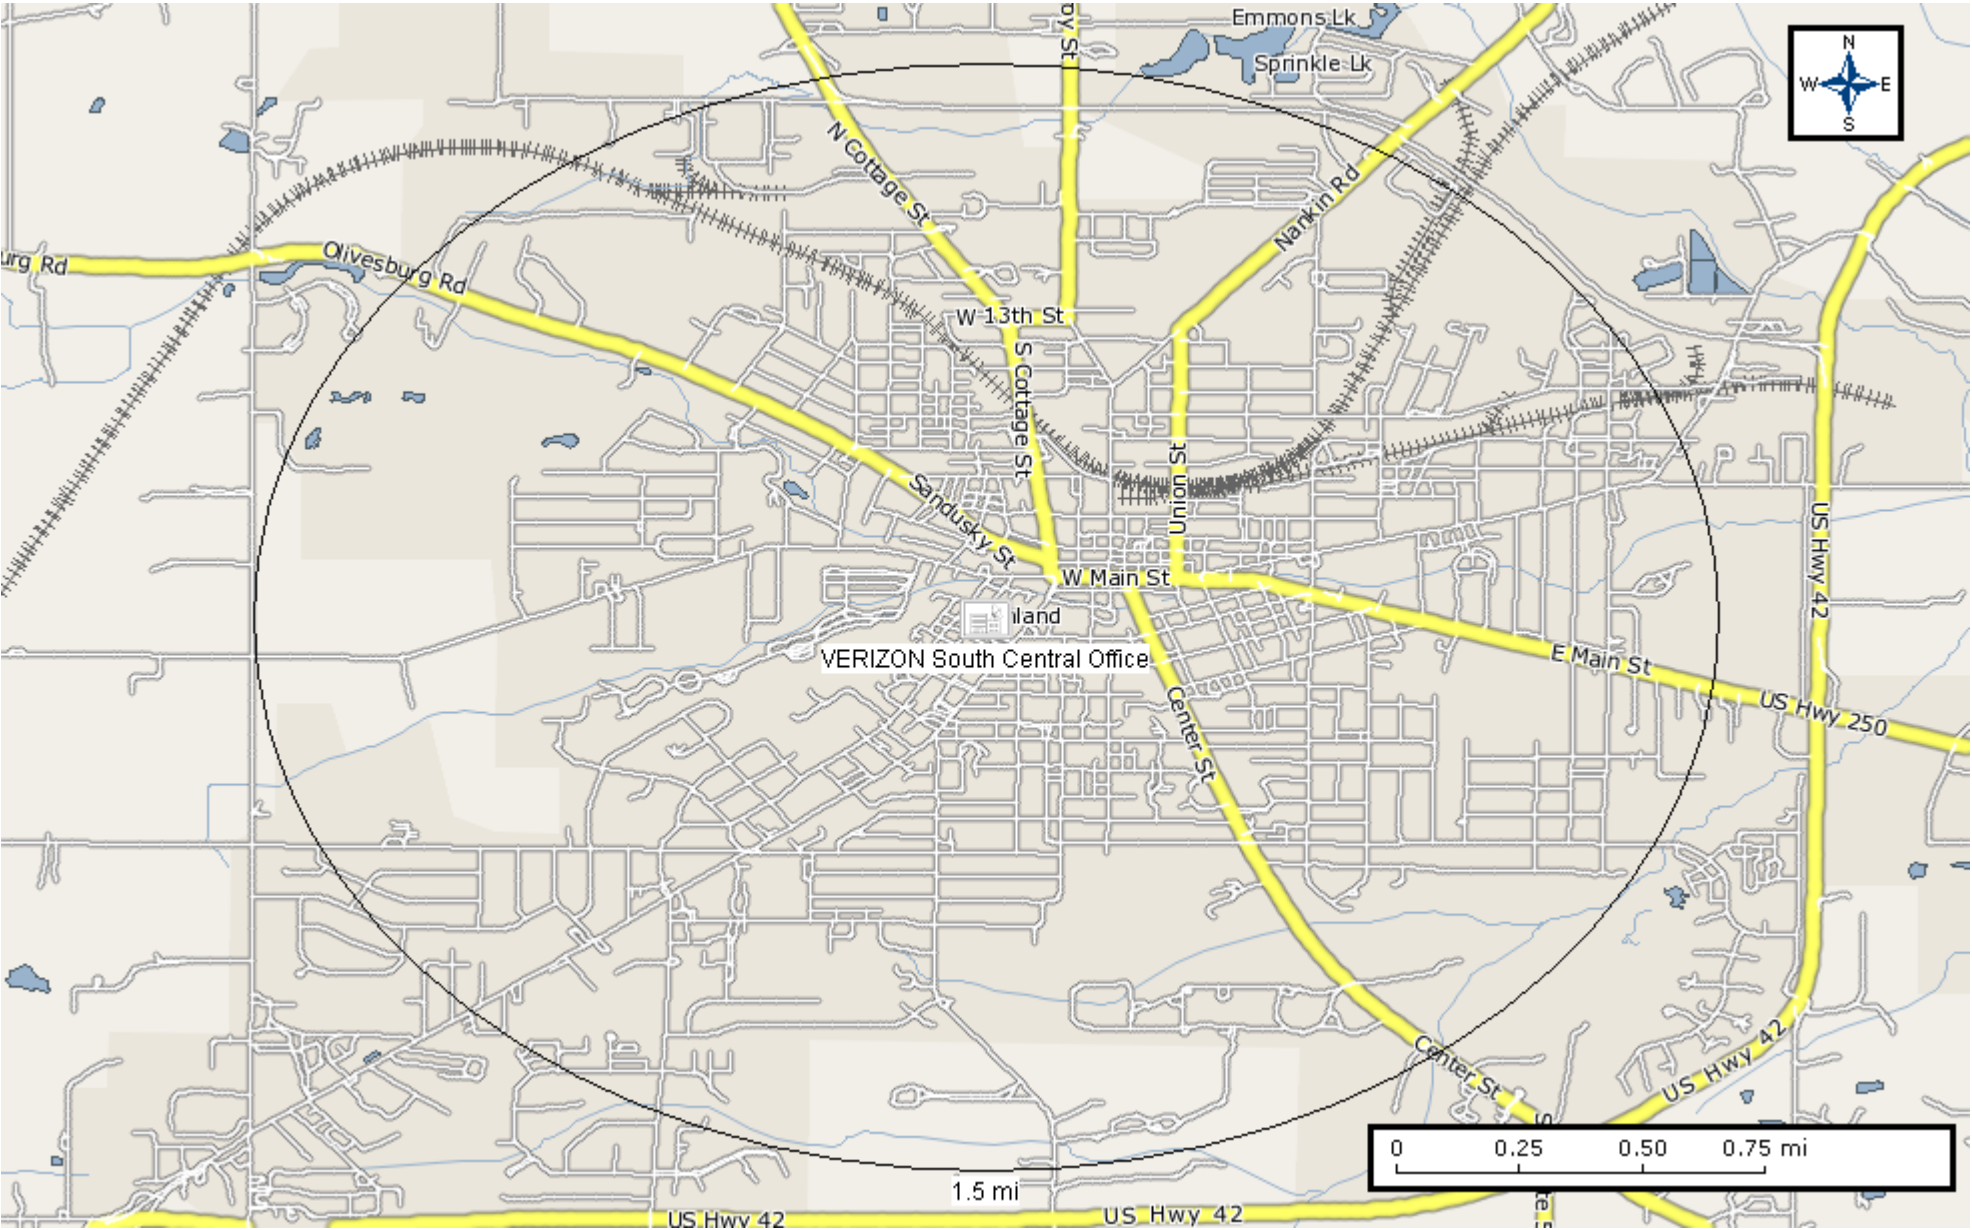 Emmons Lk
Sprinkle Lk
N
W
E
S
N Cottage St
Nankin Rd
Olivesburg Rd
Rd
W 13th St
S Cottage St
Union St
Sandusky St
US Hwy 42
W Main St
VERIZON South Central Office
E Main St
US Hwy 250
Center St
Center St
US Hwy 42
0 0.25 0.50 0.75 mi
1.5 mi
US Hwy 42
US Hwy 42